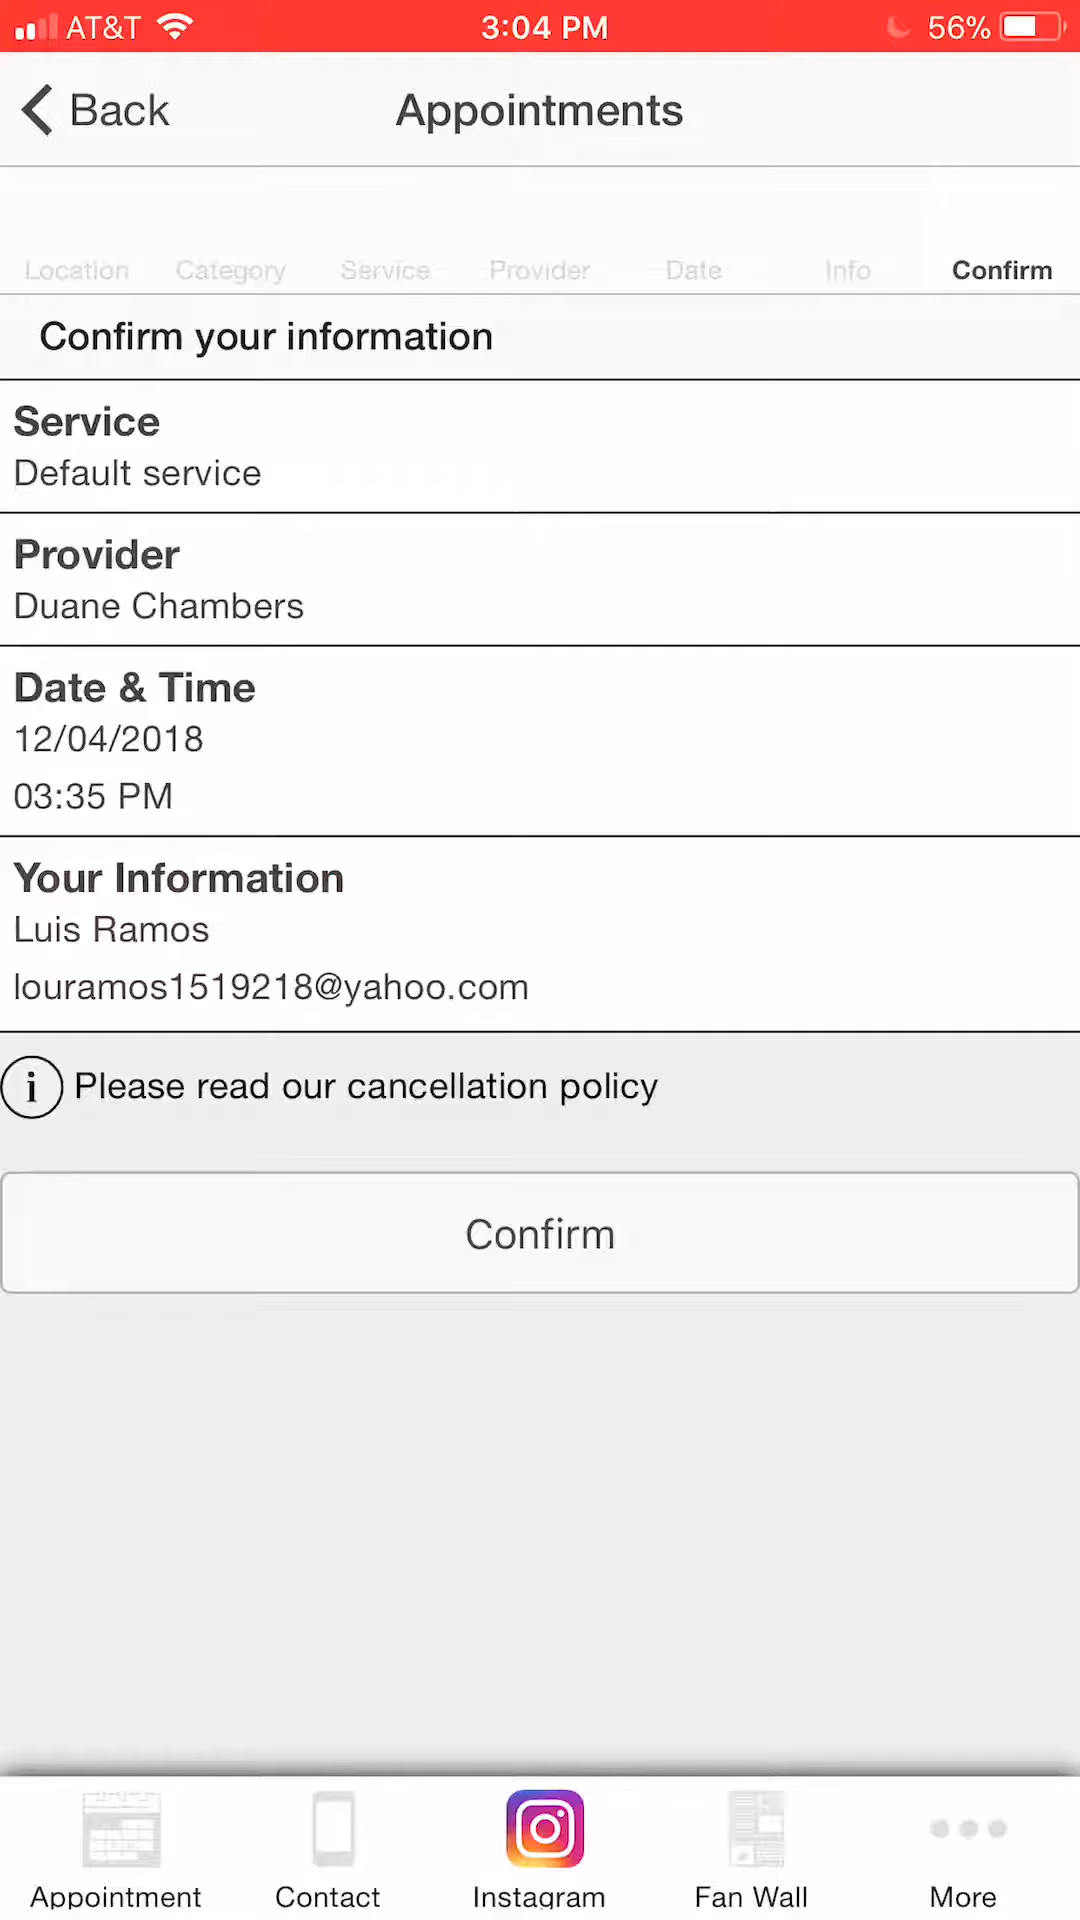 AT&T 3:04 PM 56%
Back Appointments
Location Category Service Provider Date Info Confirm
Confirm your information
Service
Default service
Provider
Duane Chambers
Date & Time
12/04/2018
03:35 PM
Your Information
Luis Ramos
louramos1519218@yahoo.com
i Please read our cancellation policy
Confirm
Appointment Contact Instagram Fan Wall More